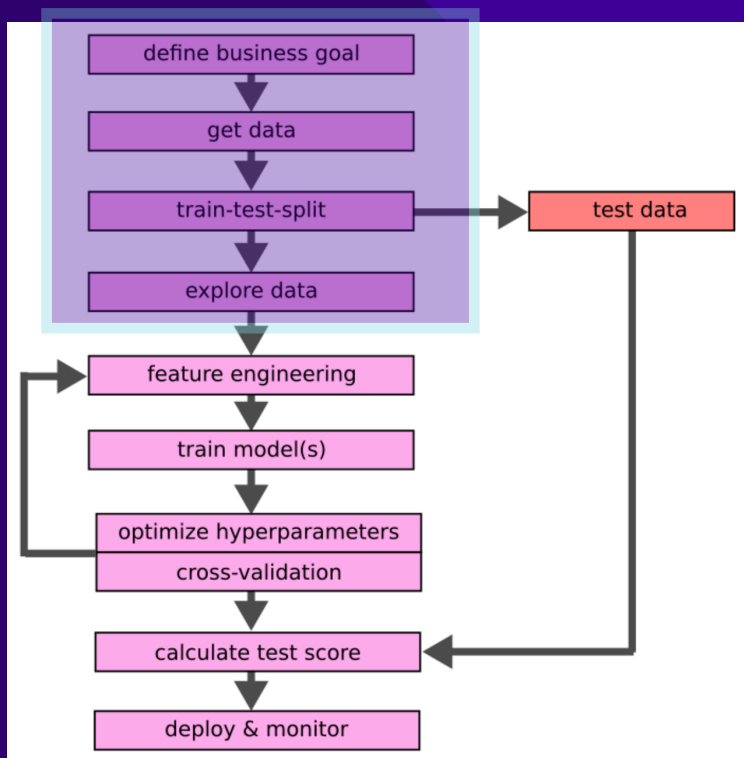 define business goal
get data
train-test-split
test data
explore data
feature engineering
train model(s)
optimize hyperparameters
cross-validation
calculate test score
deploy & monitor